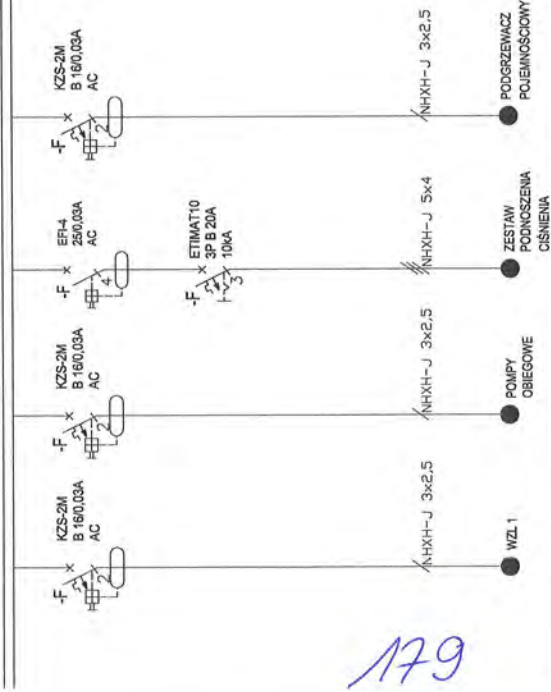 KZS-2M
B 16/0,03A
AC
-F
2
NHXH-J 3x2,5
WZL 1
KZS-2M
B 16/0,03A
AC
-F
2
NHXH-J 3x2,5
POMPY
OBIEGOWE
EFI-4
25/0,03A
AC
-F
4
ETIMAT10
3P B 20A
10kA
-F
3
NHXH-J 5x4
ZESTAW
PODNOSZENIA
CIŚNIENIA
KZS-2M
B 16/0,03A
AC
-F
2
NHXH-J 3x2,5
PODGRZEWACZ
POJEMNOŚCIOWY
179